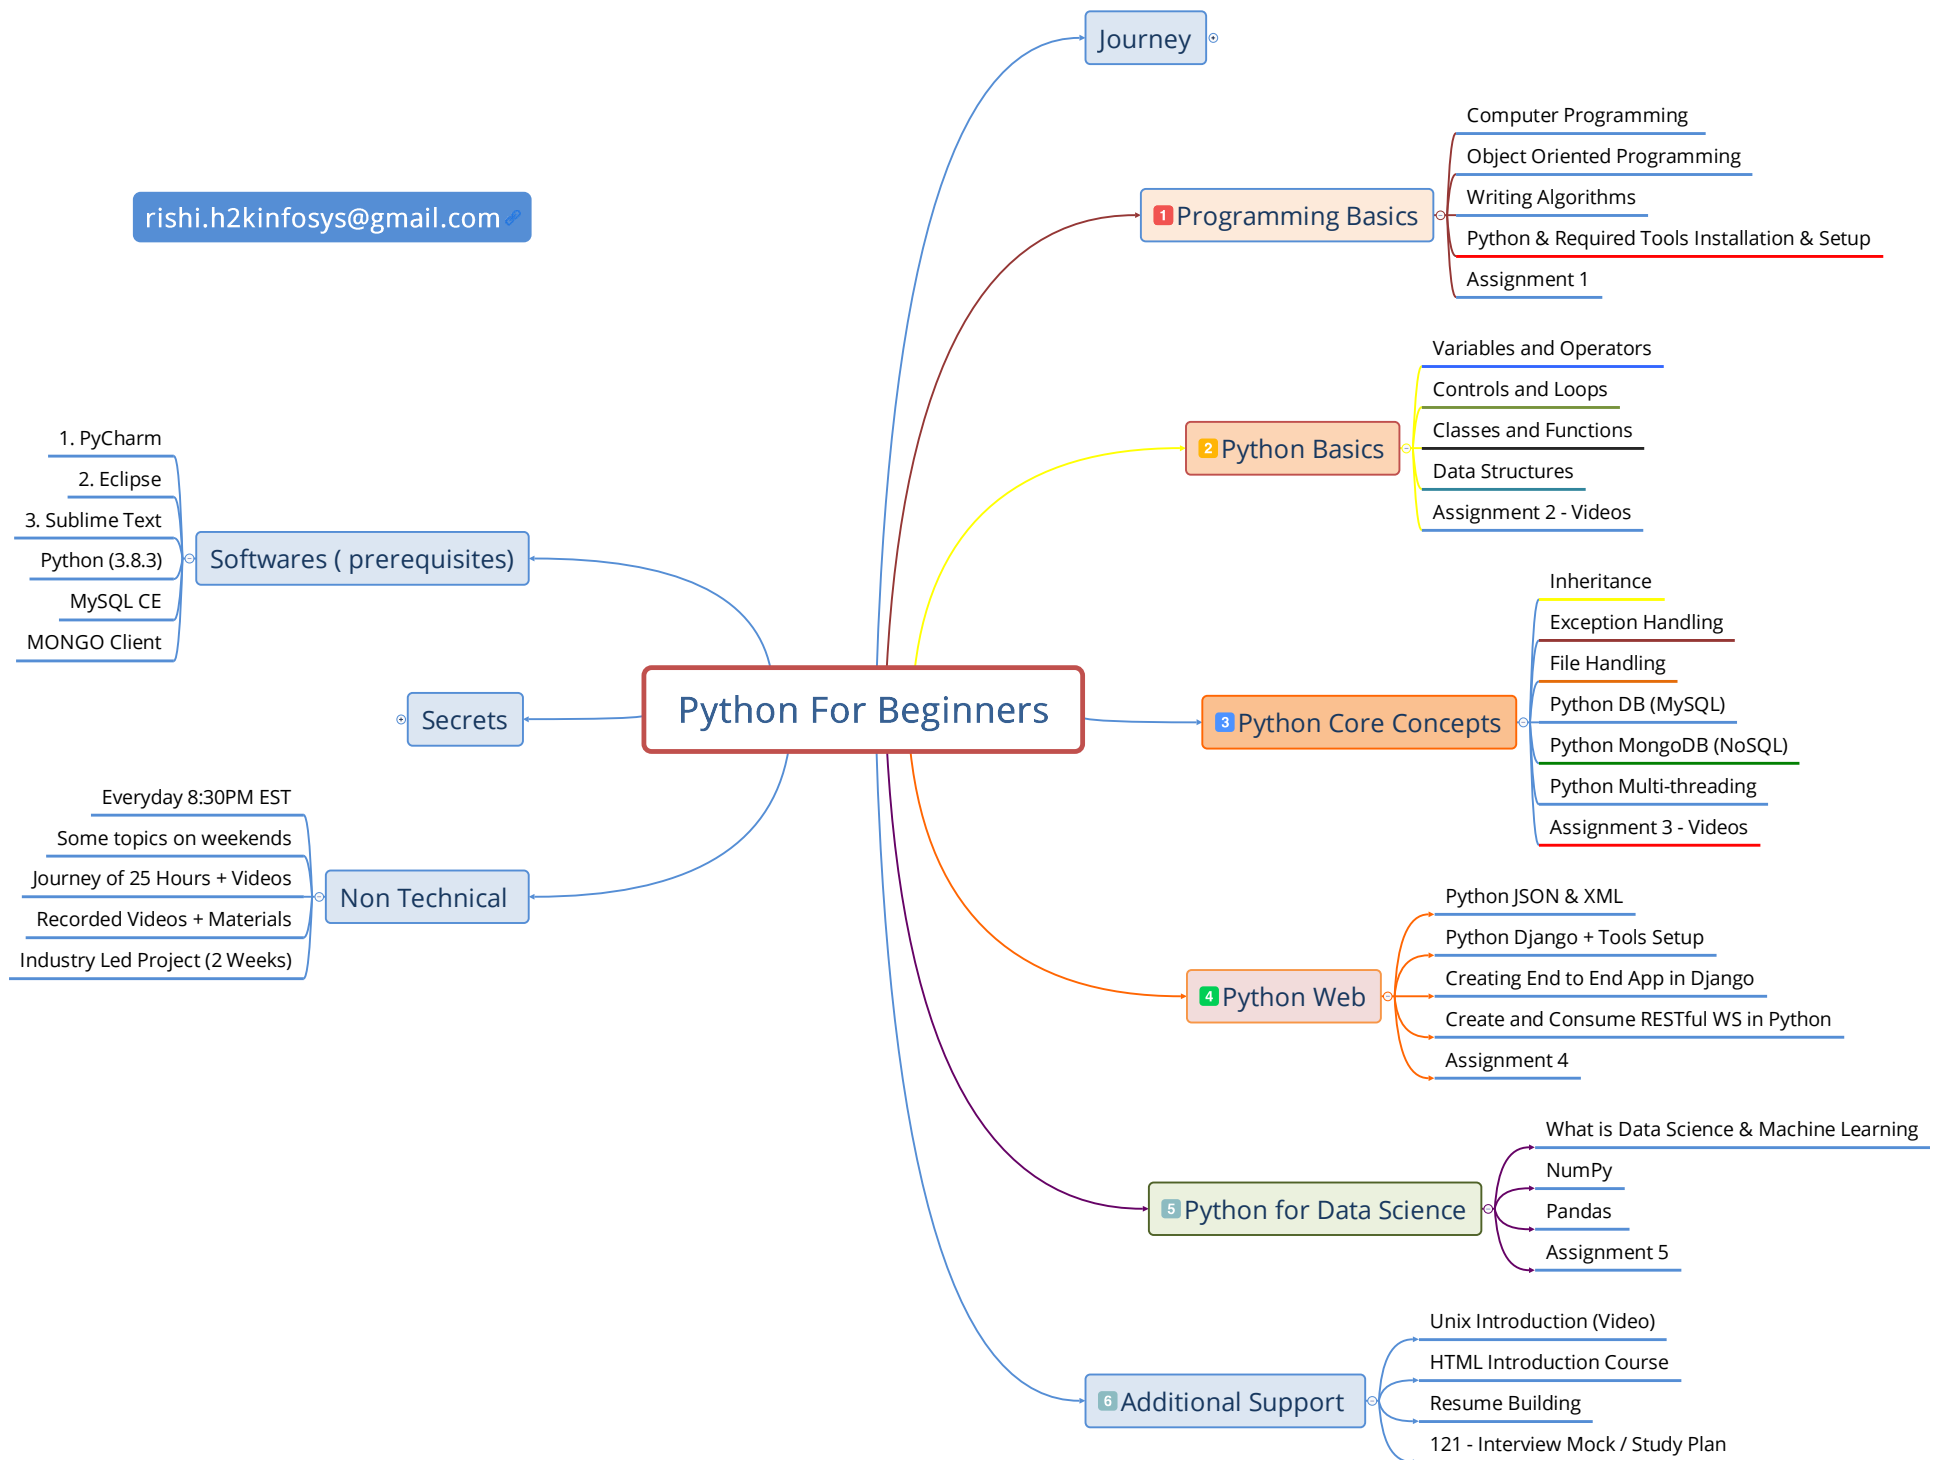 Journey
rishi.h2kinfosys@gmail.com
1 Programming Basics
Computer Programming
Object Oriented Programming
Writing Algorithms
Python & Required Tools Installation & Setup
Assignment 1
2 Python Basics
Variables and Operators
Controls and Loops
Classes and Functions
Data Structures
Assignment 2 - Videos
Softwares ( prerequisites)
1. PyCharm
2. Eclipse
3. Sublime Text
Python (3.8.3)
MySQL CE
MONGO Client
Secrets
Python For Beginners
3 Python Core Concepts
Inheritance
Exception Handling
File Handling
Python DB (MySQL)
Python MongoDB (NoSQL)
Python Multi-threading
Assignment 3 - Videos
Non Technical
Everyday 8:30PM EST
Some topics on weekends
Journey of 25 Hours + Videos
Recorded Videos + Materials
Industry Led Project (2 Weeks)
4 Python Web
Python JSON & XML
Python Django + Tools Setup
Creating End to End App in Django
Create and Consume RESTful WS in Python
Assignment 4
5 Python for Data Science
What is Data Science & Machine Learning
NumPy
Pandas
Assignment 5
6 Additional Support
Unix Introduction (Video)
HTML Introduction Course
Resume Building
121 - Interview Mock / Study Plan